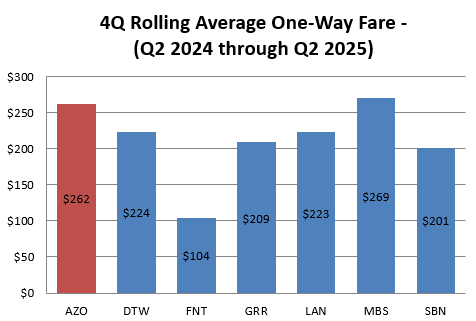 4Q Rolling Average One-Way Fare -
(Q2 2024 through Q2 2025)
$300
$250
$200
$150
$100
$50
$0
$262
$224
$104
$209
$223
$269
$201
AZO
DTW
FNT
GRR
LAN
MBS
SBN